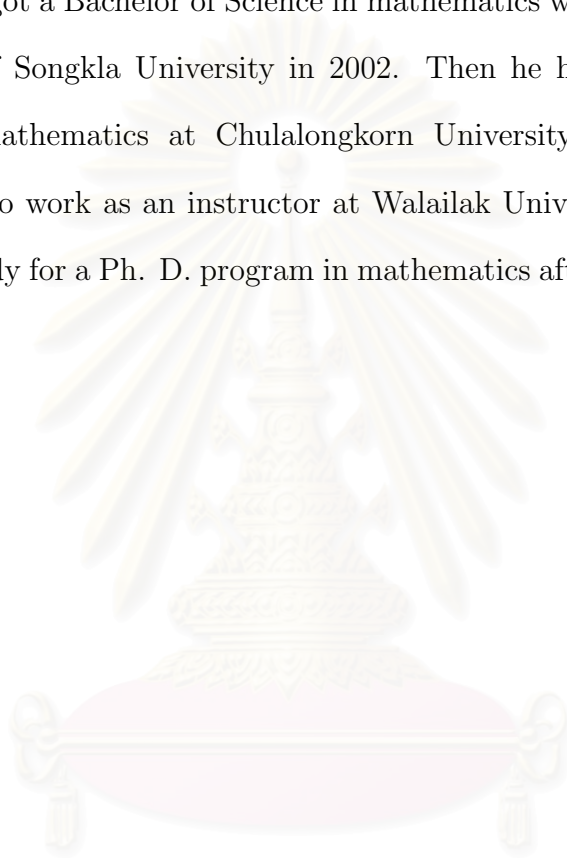 got a Bachelor of Science in mathematics w
f Songkla University in 2002. Then he h
athematics at Chulalongkorn University
o work as an instructor at Walailak Univ
ly for a Ph. D. program in mathematics aft